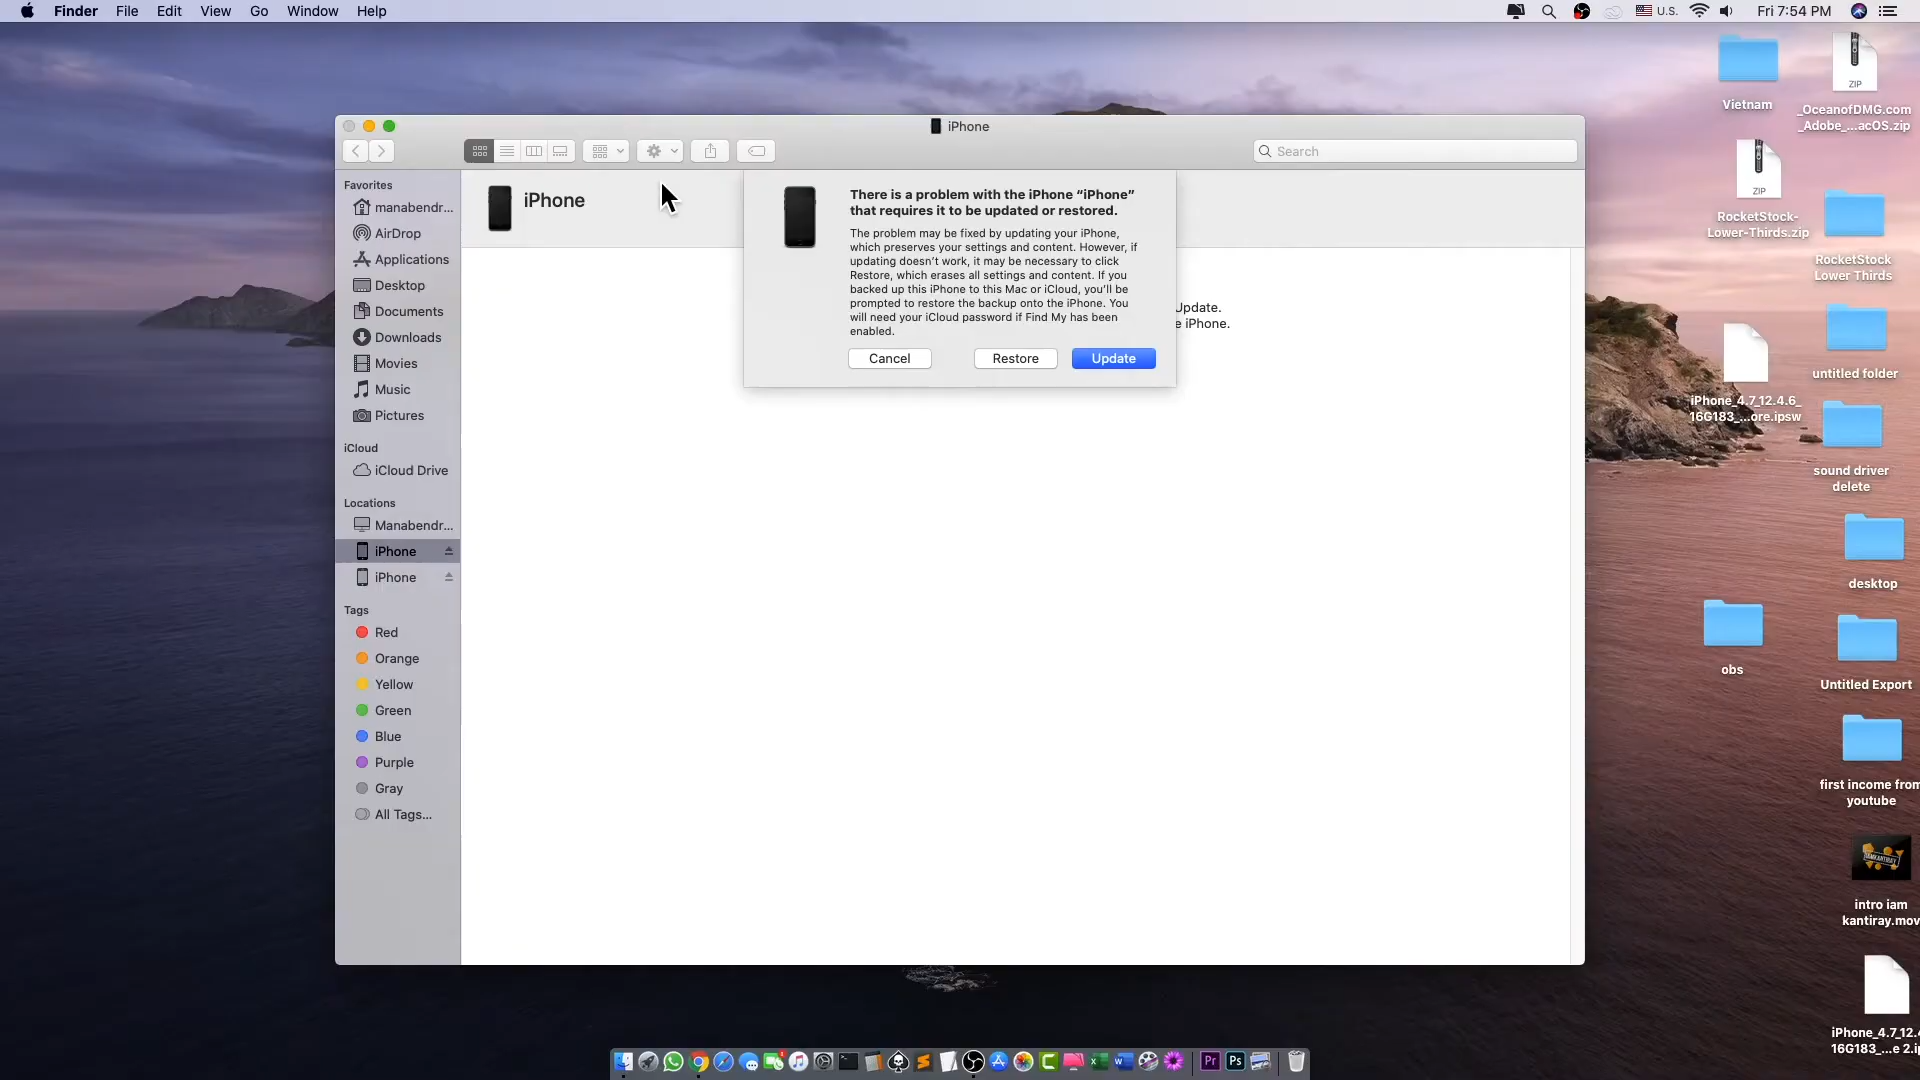 Finder File Edit View Go Window Help
U.S. Fri 7:54 PM
iPhone
Search
Favorites
manabendr...
AirDrop
Applications
Desktop
Documents
Downloads
Movies
Music
Pictures
iCloud
iCloud Drive
Locations
Manabendr...
iPhone
iPhone
Tags
Red
Orange
Yellow
Green
Blue
Purple
Gray
All Tags...
iPhone
There is a problem with the iPhone “iPhone”
that requires it to be updated or restored.
The problem may be fixed by updating your iPhone,
which preserves your settings and content. However, if
updating doesn’t work, it may be necessary to click
Restore, which erases all settings and content. If you
backed up this iPhone to this Mac or iCloud, you’ll be
prompted to restore the backup onto the iPhone. You
will need your iCloud password if Find My has been
enabled.
Cancel Restore Update
Update.
e iPhone.
Vietnam
ZIP
_OceanofDMG.com
_Adobe_...acOS.zip
ZIP
RocketStock-
Lower-Thirds.zip
RocketStock
Lower Thirds
untitled folder
iPhone_4.7_12.4.6_
16G183_...ore.ipsw
sound driver
delete
desktop
obs
Untitled Export
first income from
youtube
intro iam
kantiray.mov
iPhone_4.7_12.4
16G183_...e 2.ip
Pr Ps